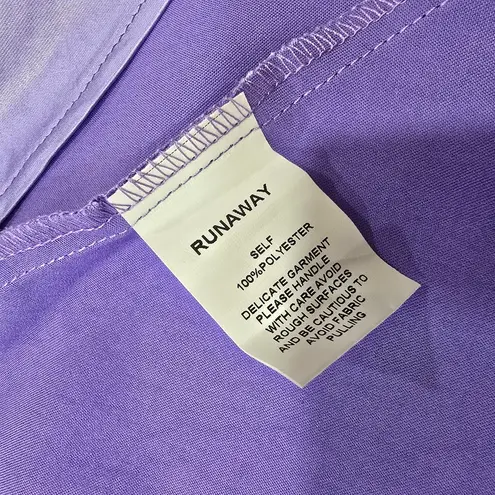 RUNAWAY
SELF
100%POLYESTER
DELICATE GARMENT
PLEASE HANDLE
WITH CARE AVOID
ROUGH SURFACES
AND BE CAUTIOUS TO
AVOID FABRIC
PULLING